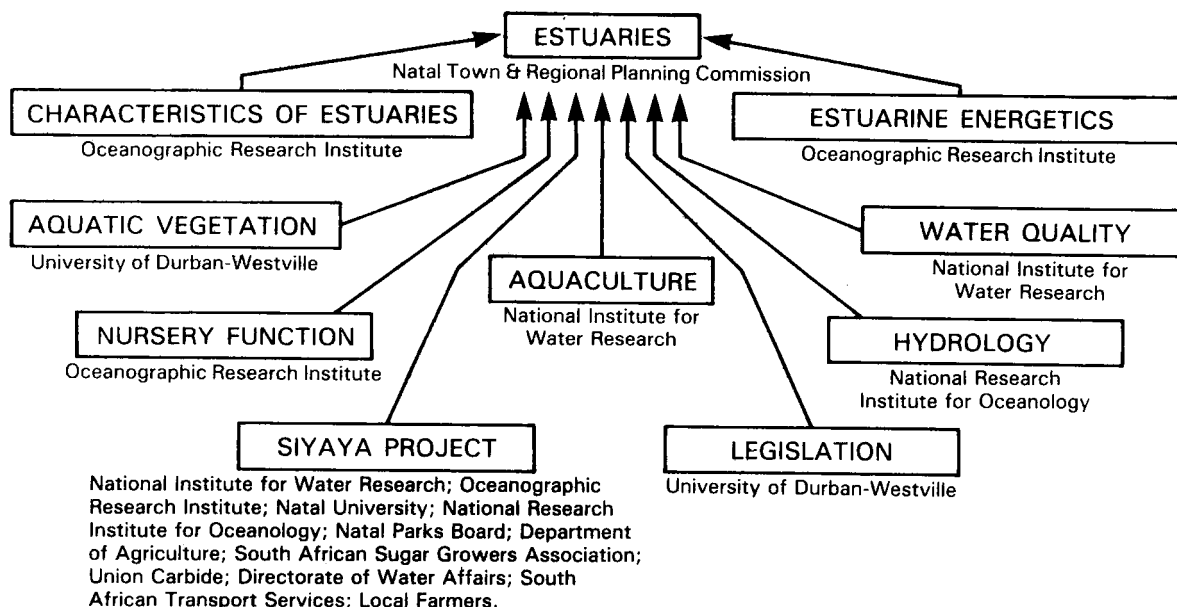 ESTUARIES
Natal Town & Regional Planning Commission
CHARACTERISTICS OF ESTUARIES
Oceanographic Research Institute
ESTUARINE ENERGETICS
Oceanographic Research Institute
AQUATIC VEGETATION
University of Durban-Westville
WATER QUALITY
National Institute for
Water Research
AQUACULTURE
National Institute for
Water Research
NURSERY FUNCTION
Oceanographic Research Institute
HYDROLOGY
National Research
Institute for Oceanology
SIYAYA PROJECT
National Institute for Water Research; Oceanographic
Research Institute; Natal University; National Research
Institute for Oceanology; Natal Parks Board; Department
of Agriculture; South African Sugar Growers Association;
Union Carbide; Directorate of Water Affairs; South
African Transport Services; Local Farmers.
LEGISLATION
University of Durban-Westville